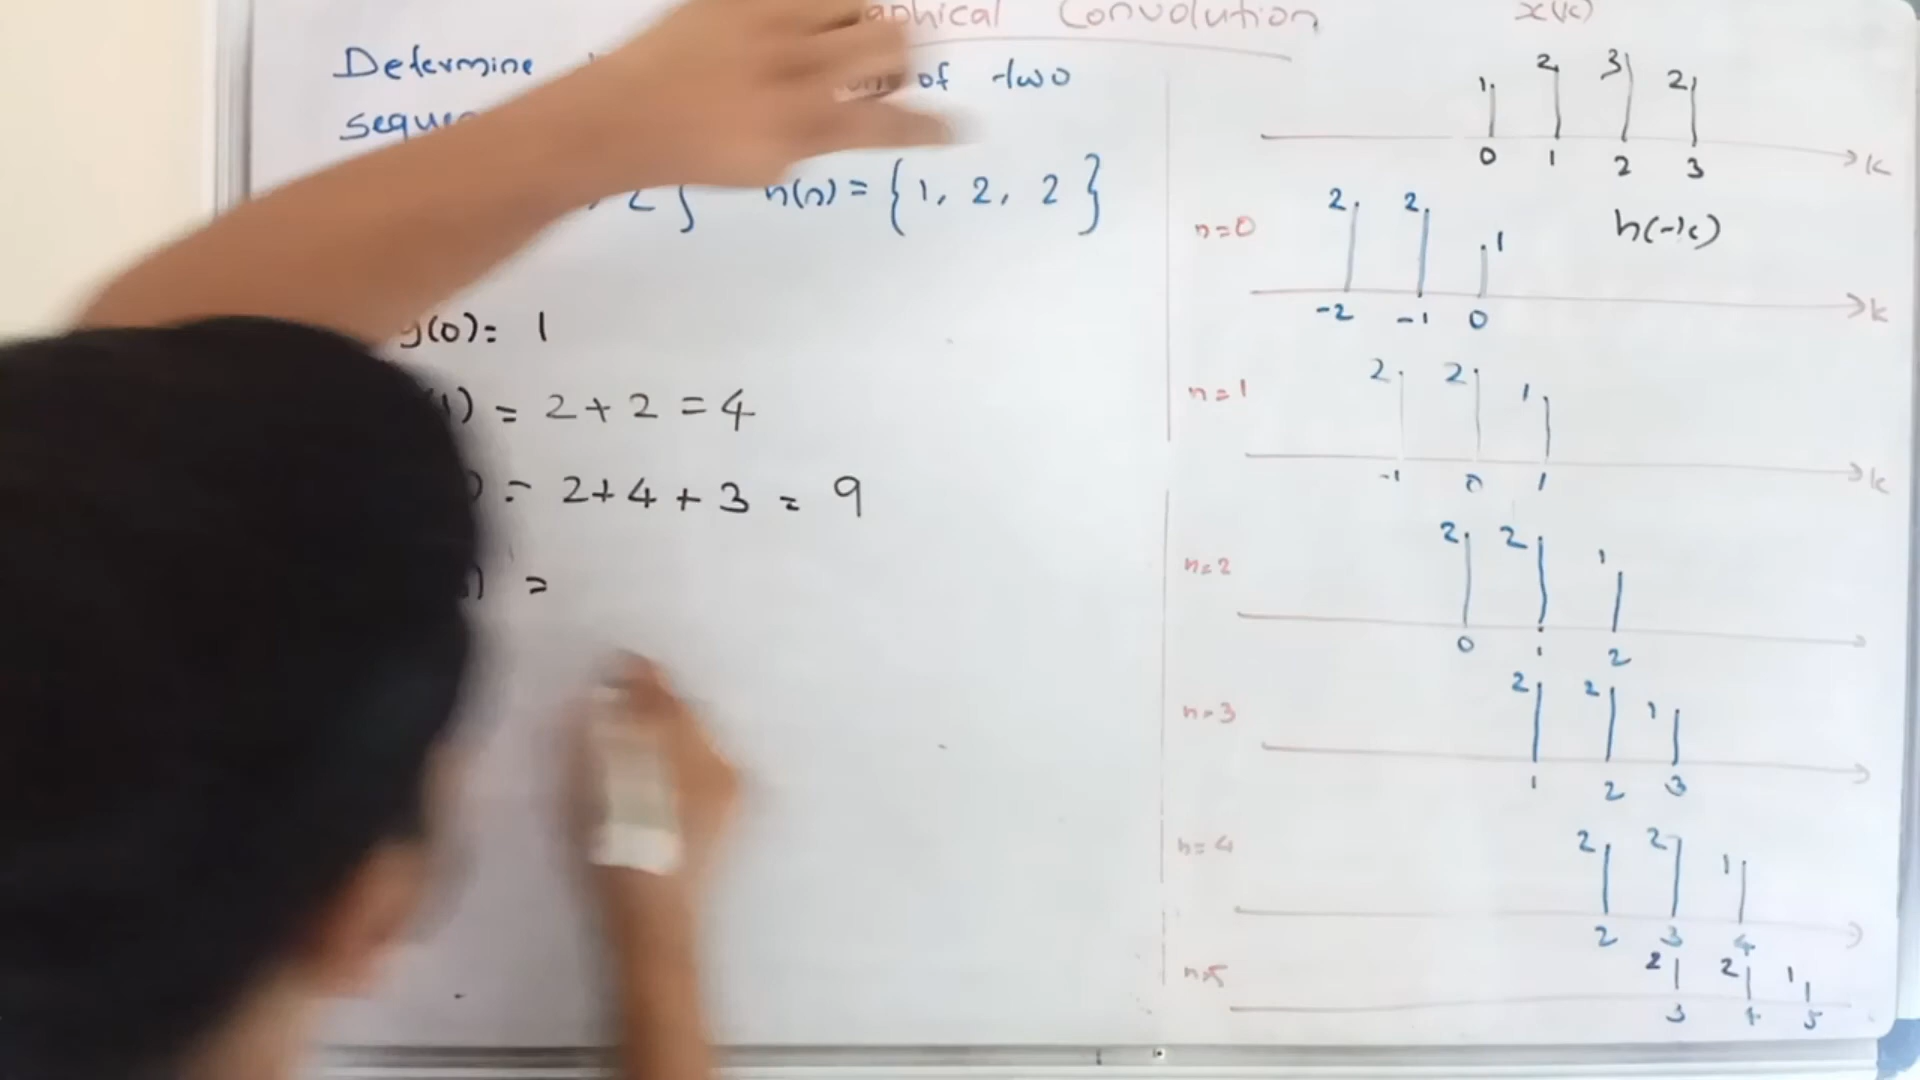 Convolution
Determine of two
h(n) = { 1, 2, 2 }
y(0): 1
= 2 + 2 = 4
= 2 + 4 + 3 = 9
=
x(k)
1 2 3 2
0 1 2 3 k
n=0 2 2 1 h(-k)
-2 -1 0 k
n=1 2 2 1
-1 0 1 k
n=2 2 2 1
0 1 2
n=3 2 2 1
1 2 3
n=4 2 2 1
2 3 4
n=5 2 2 1
3 4 5